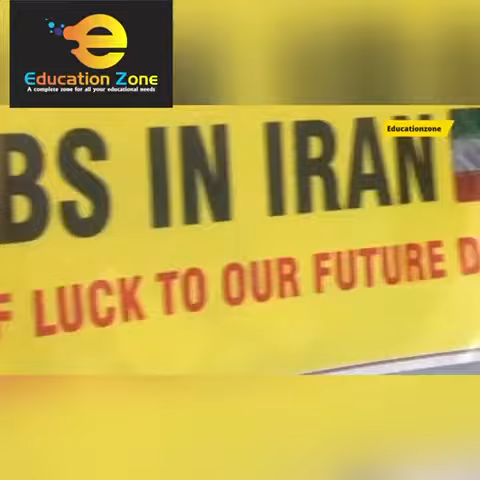 e
Education Zone
A complete zone for all your educational needs
Educationzone
BS IN IRAN
F LUCK TO OUR FUTURE D